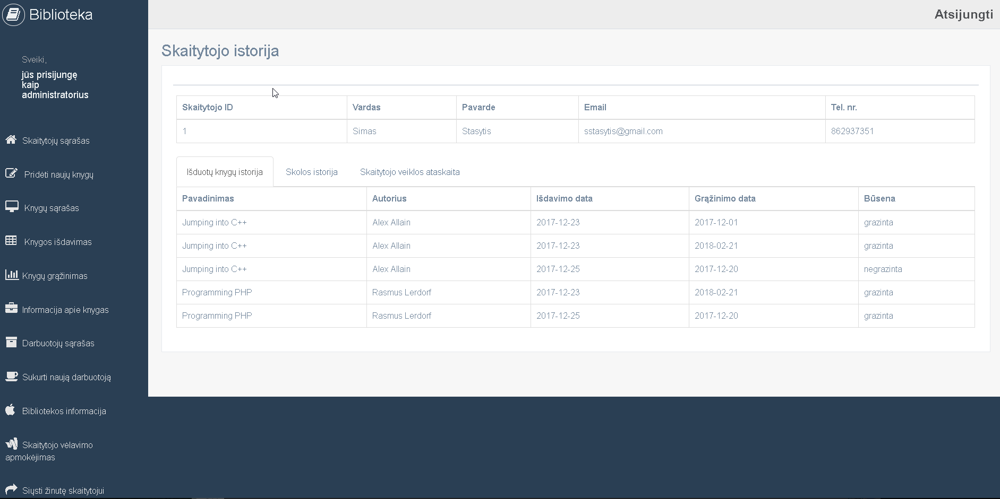 Biblioteka
Atsijungti
Sveiki,
jūs prisijungę
kaip
administratorius
Skaitytojų sąrašas
Pridėti naujų knygų
Knygų sąrašas
Knygos išdavimas
Knygų grąžinimas
Informacija apie knygas
Darbuotojų sąrašas
Sukurti naują darbuotoją
Bibliotekos informacija
Skaitytojo vėlavimo
apmokėjimas
Siųsti žinutę skaitytojui
Skaitytojo istorija
Skaitytojo ID Vardas Pavarde Email Tel. nr.
1 Simas Stasytis sstasytis@gmail.com 862937351
Išduotų knygų istorija Skolos istorija Skaitytojo veiklos ataskaita
Pavadinimas Autorius Išdavimo data Grąžinimo data Būsena
Jumping into C++ Alex Allain 2017-12-23 2017-12-01 grazinta
Jumping into C++ Alex Allain 2017-12-23 2018-02-21 grazinta
Jumping into C++ Alex Allain 2017-12-25 2017-12-20 negrazinta
Programming PHP Rasmus Lerdorf 2017-12-23 2018-02-21 grazinta
Programming PHP Rasmus Lerdorf 2017-12-25 2017-12-20 grazinta